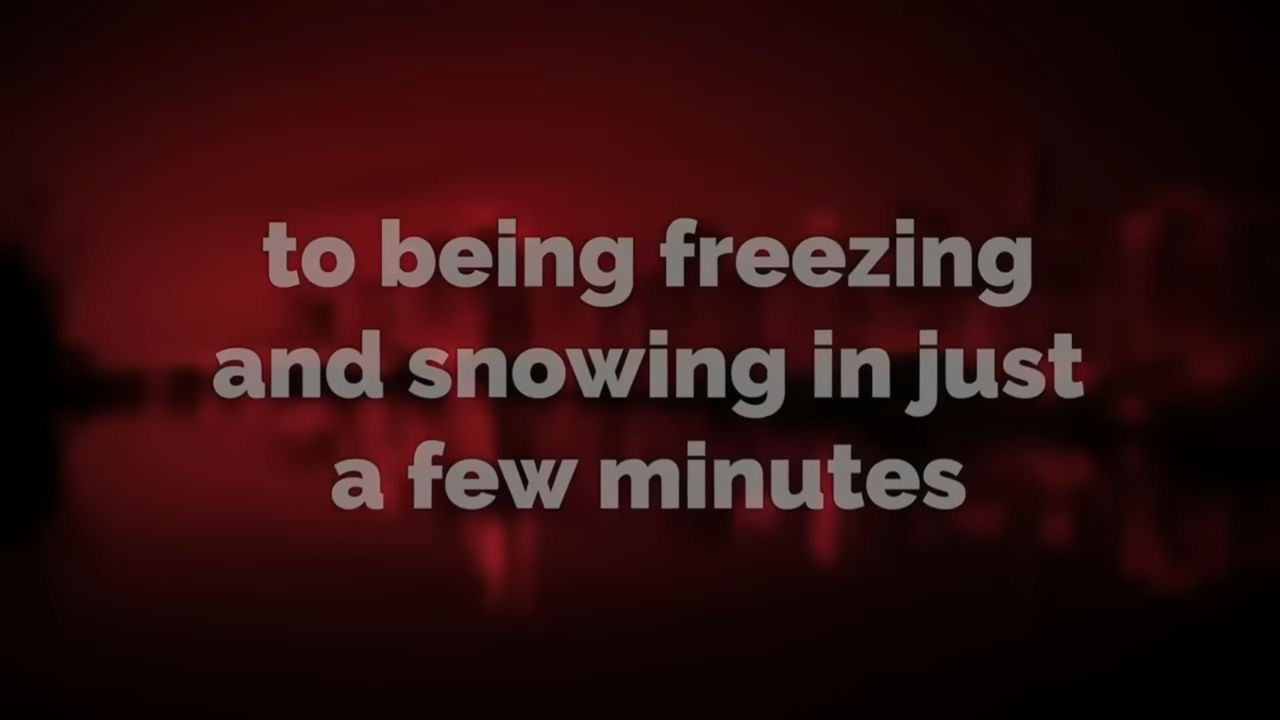 to being freezing
and snowing in just
a few minutes